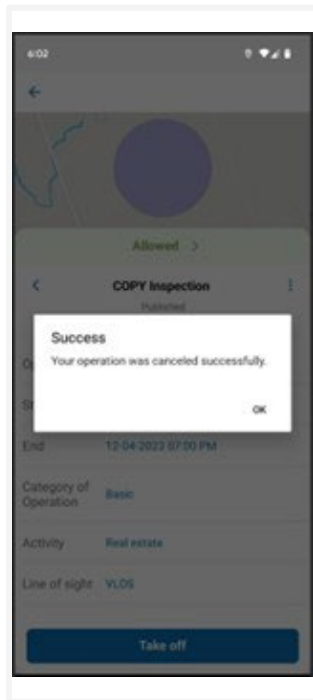 6:02
Allowed >
COPY Inspection
Published
Success
Your operation was canceled successfully.
OK
End 12-04-2023 07:00 PM
Category of Operation Basic
Activity Real estate
Line of sight VLOS
Take off